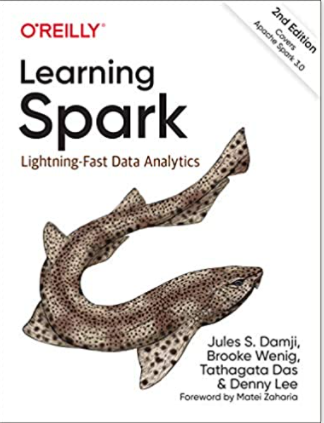 O'REILLY®
2nd Edition
Covers
Apache Spark 3.0
Learning
Spark
Lightning-Fast Data Analytics
Jules S. Damji,
Brooke Wenig,
Tathagata Das
& Denny Lee
Foreword by Matei Zaharia